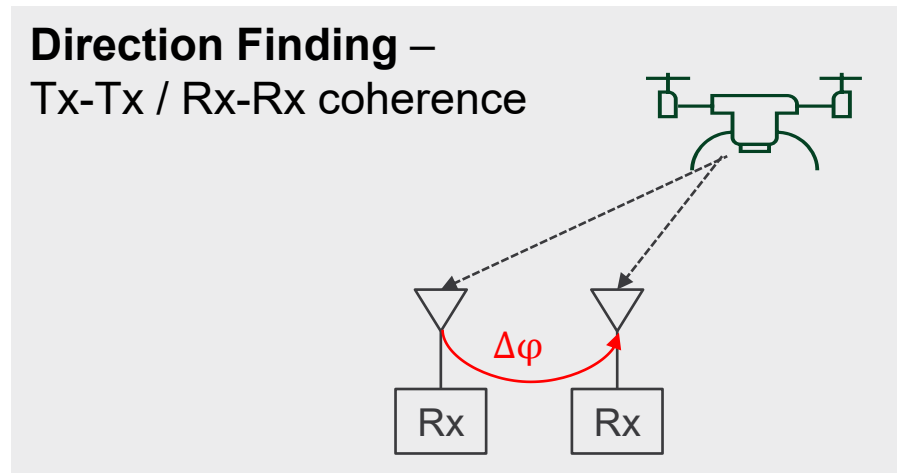 Direction Finding –
Tx-Tx / Rx-Rx coherence
Δφ
Rx Rx